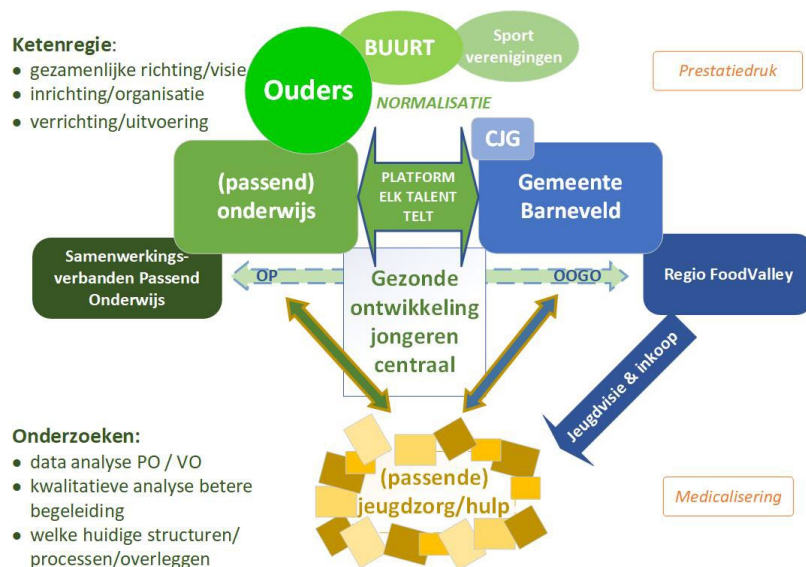 Ketenregie:
• gezamenlijke richting/visie
• inrichting/organisatie
• verrichting/uitvoering
BUURT
Sport
verenigingen
Ouders
NORMALISATIE
Prestatiedruk
CJG
(passend)
onderwijs
PLATFORM
ELK TALENT
TELT
Gemeente
Barneveld
Samenwerkings-
verbanden Passend
Onderwijs
OP
Gezonde
ontwikkeling
jongeren
centraal
OOGO
Regio FoodValley
Jeugdvisie & inkoop
Onderzoeken:
• data analyse PO / VO
• kwalitatieve analyse betere
begeleiding
• welke huidige structuren/
processen/overleggen
(passende)
jeugdzorg/hulp
Medicalisering